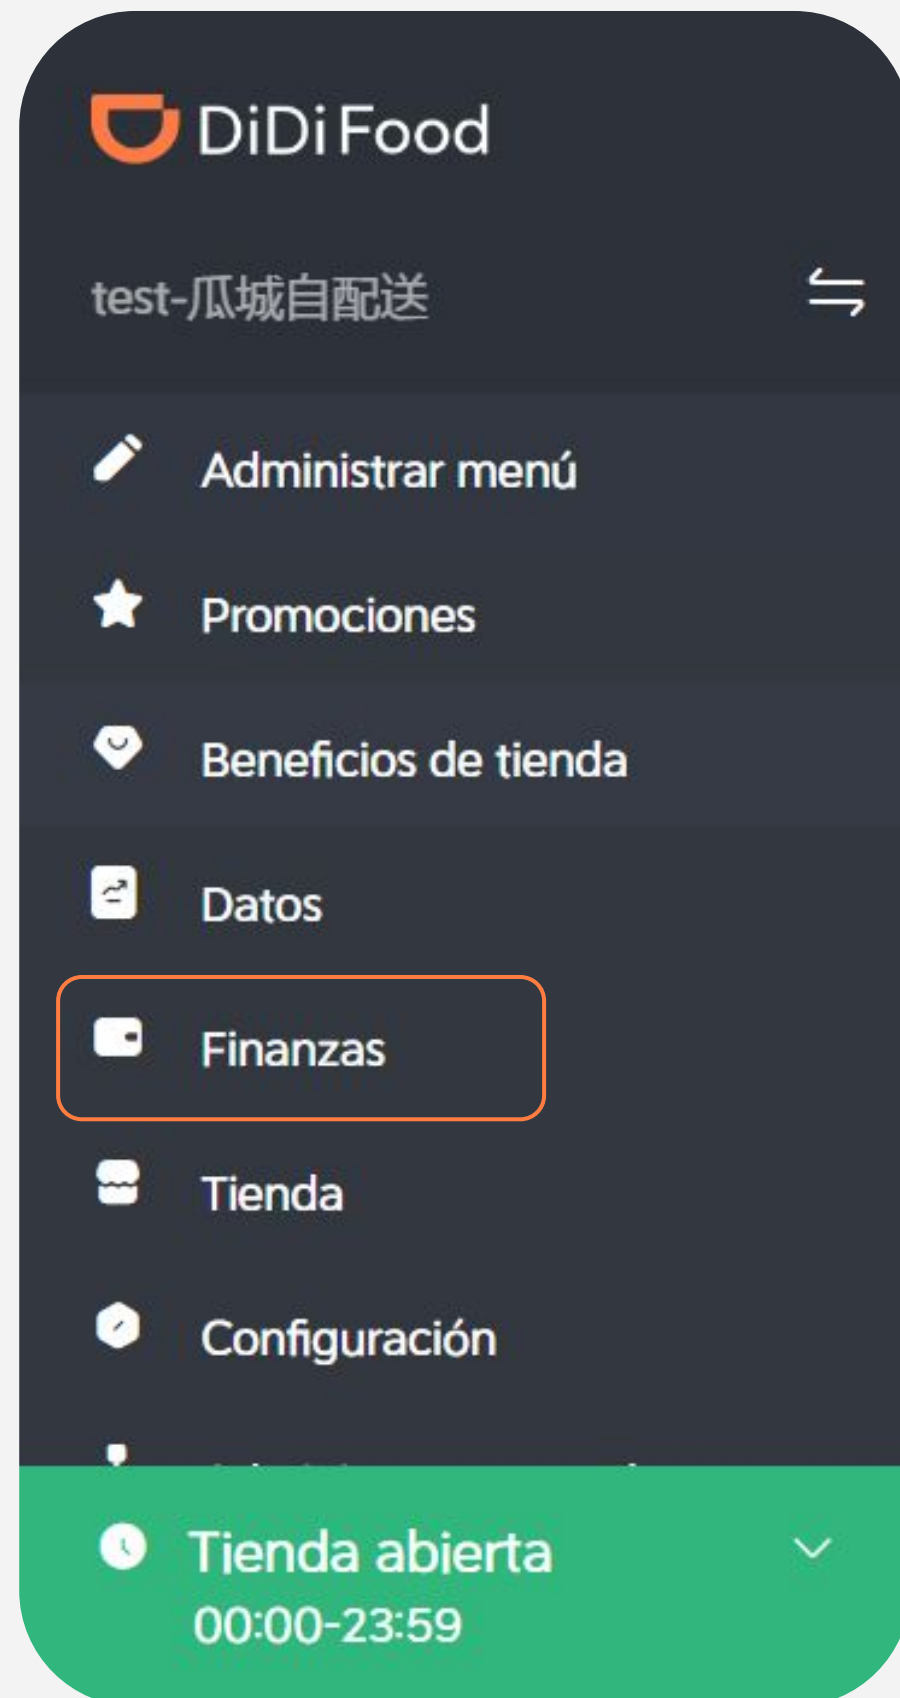 DiDi Food
test-瓜城自配送
Administrar menú
Promociones
Beneficios de tienda
Datos
Finanzas
Tienda
Configuración
Tienda abierta
00:00-23:59